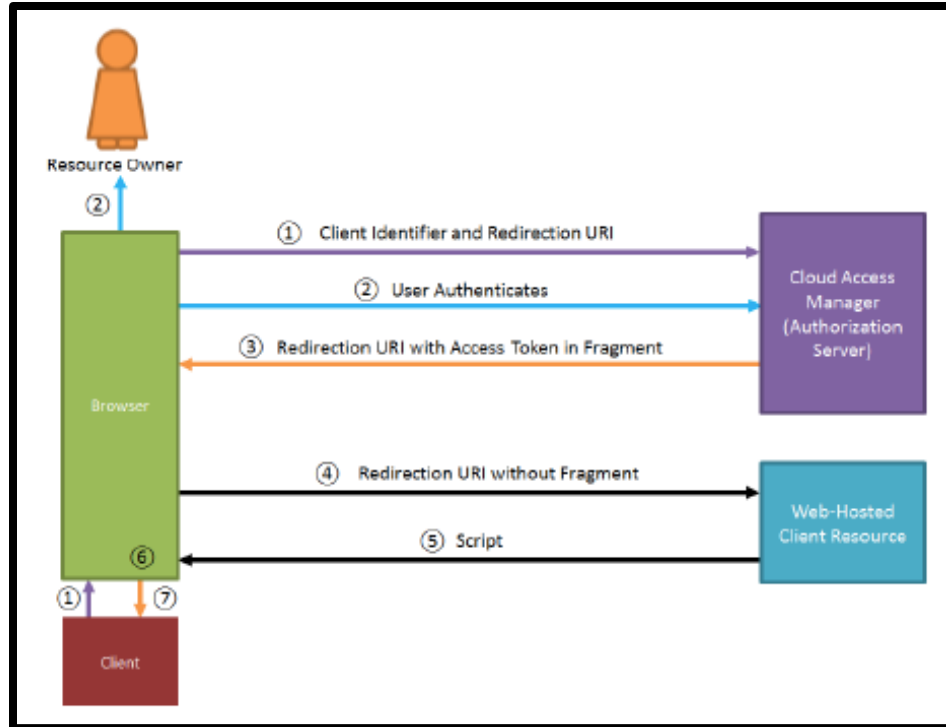 Resource Owner
②
① Client Identifier and Redirection URI
② User Authenticates
③ Redirection URI with Access Token in Fragment
Cloud Access
Manager
(Authorization
Server)
Browser
④ Redirection URI without Fragment
⑤ Script
Web-Hosted
Client Resource
⑥
① ⑦
Client